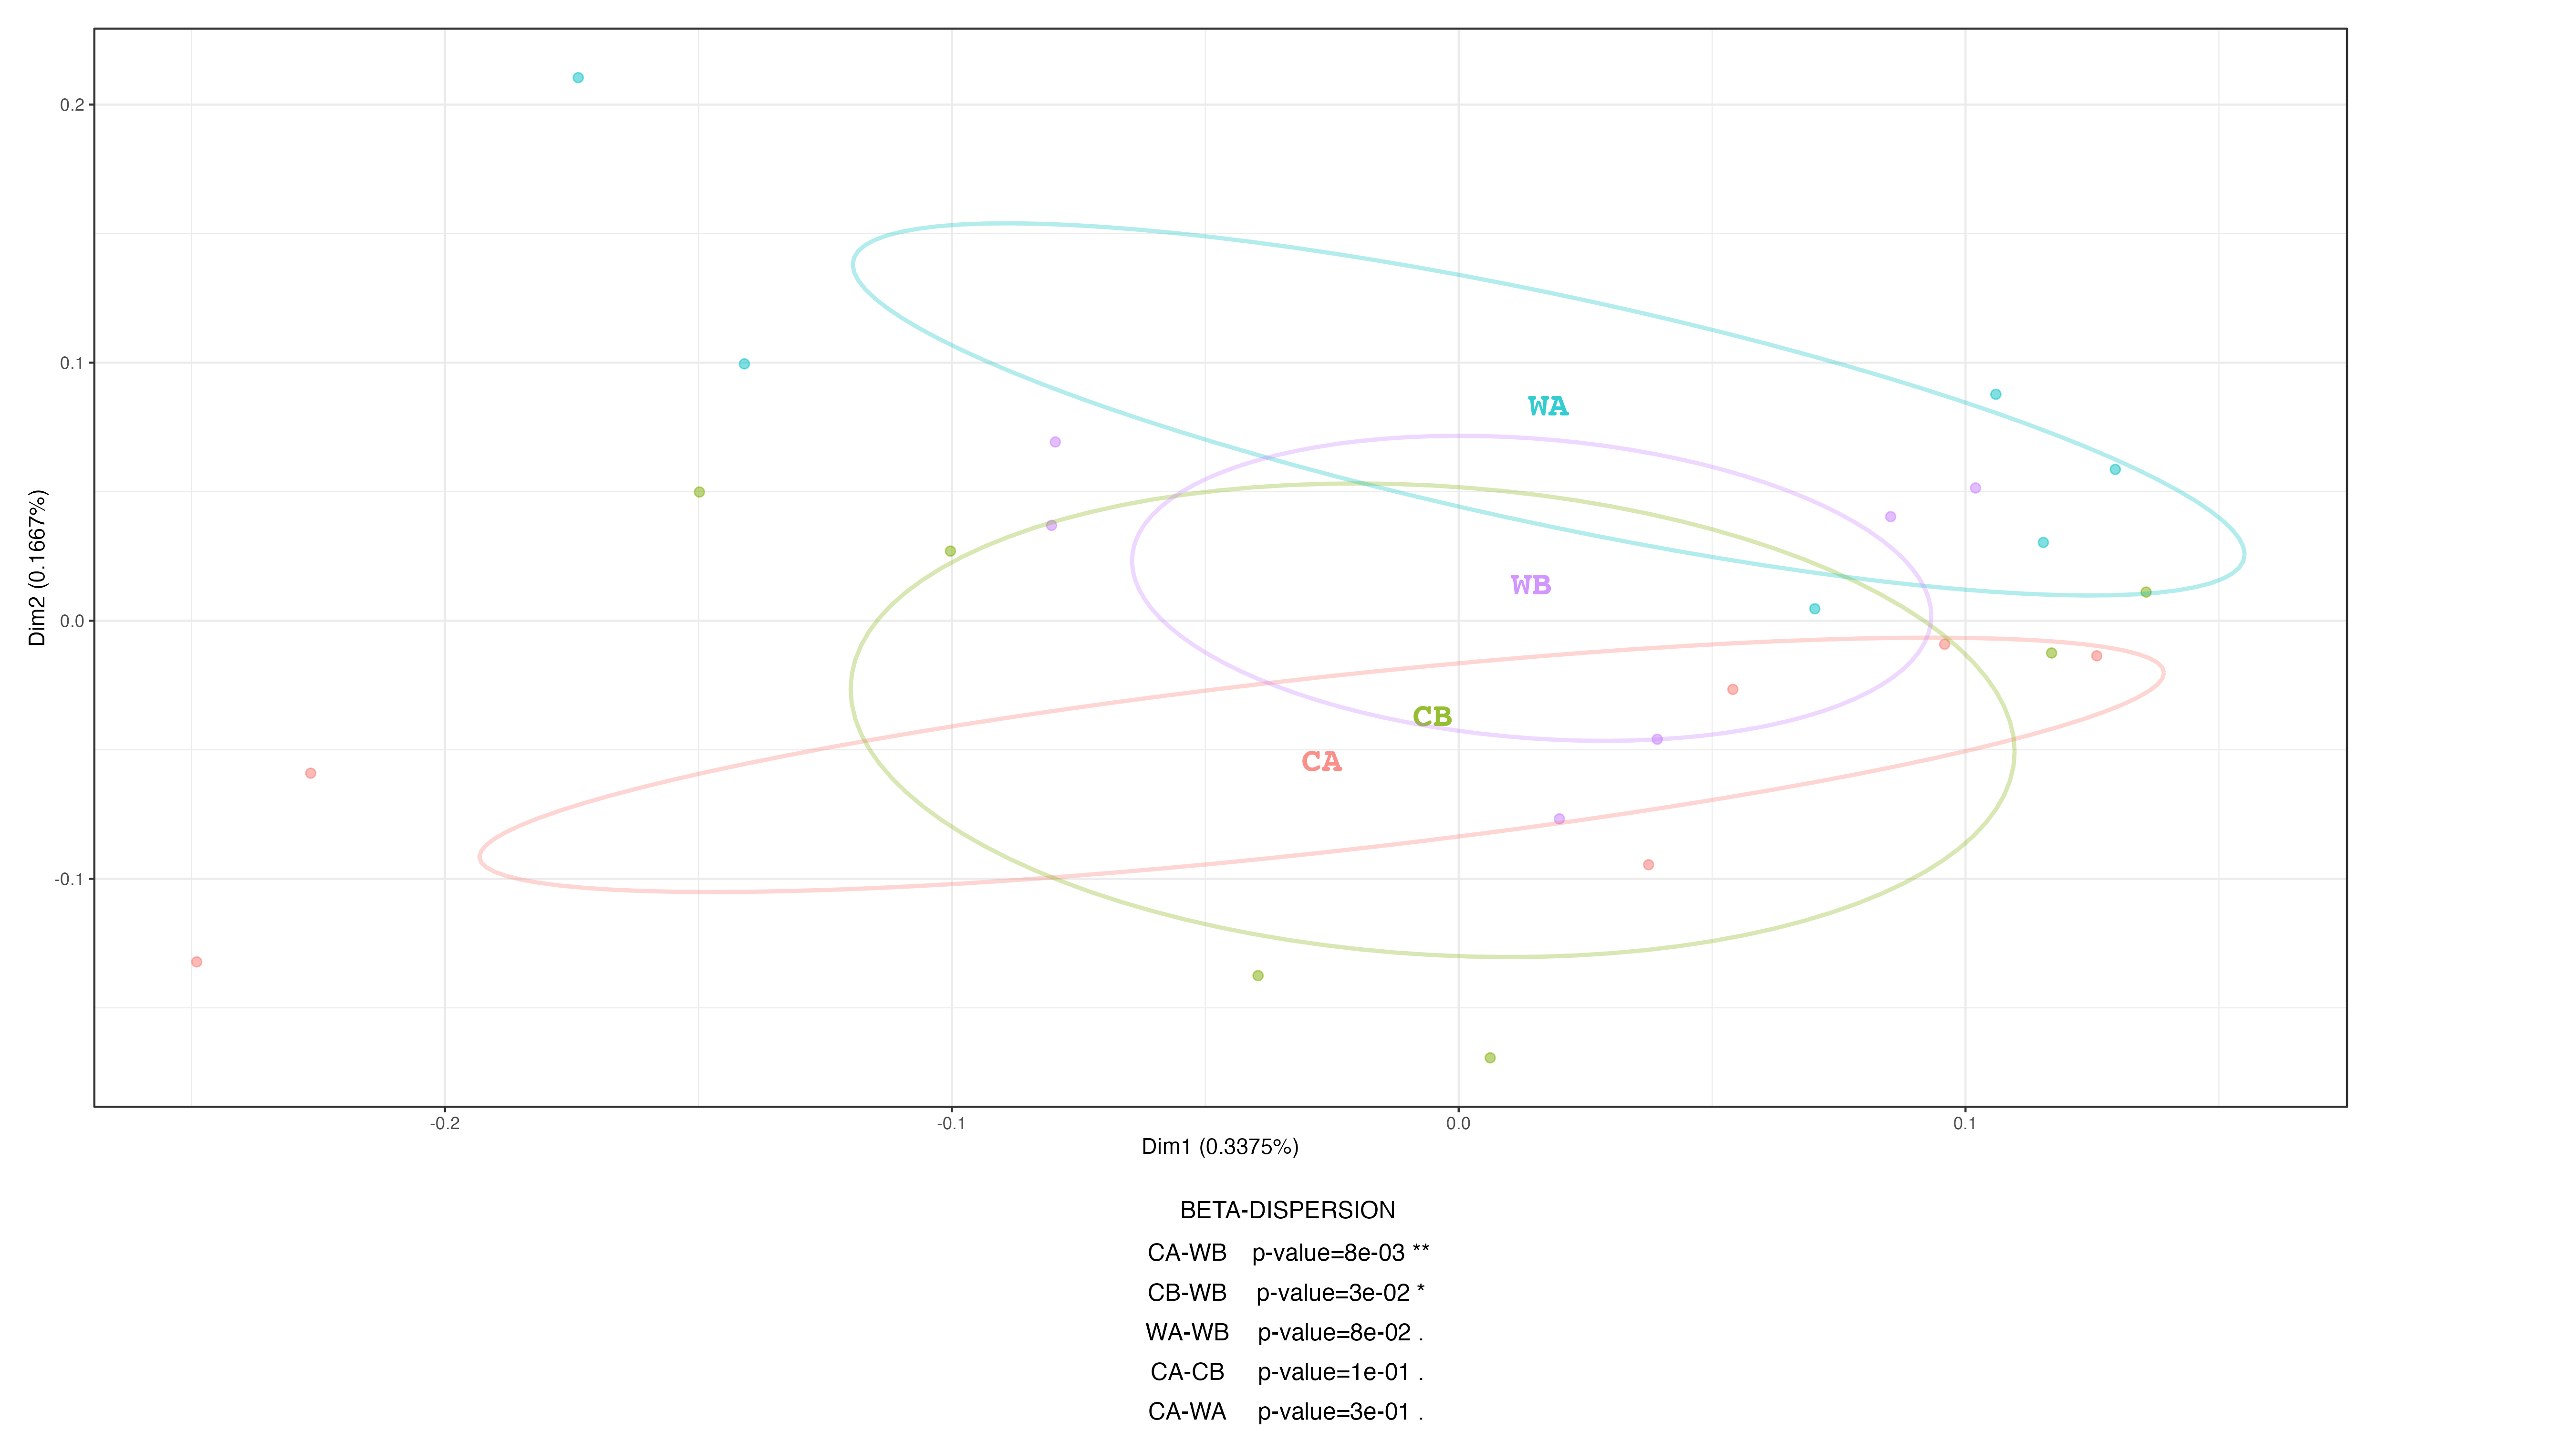 0.2
0.1
0.0
-0.1
Dim2 (0.1667%)
WA
WB
CB
CA
-0.2 -0.1 0.0 0.1
Dim1 (0.3375%)
BETA-DISPERSION
CA-WB p-value=8e-03 **
CB-WB p-value=3e-02 *
WA-WB p-value=8e-02 .
CA-CB p-value=1e-01 .
CA-WA p-value=3e-01 .